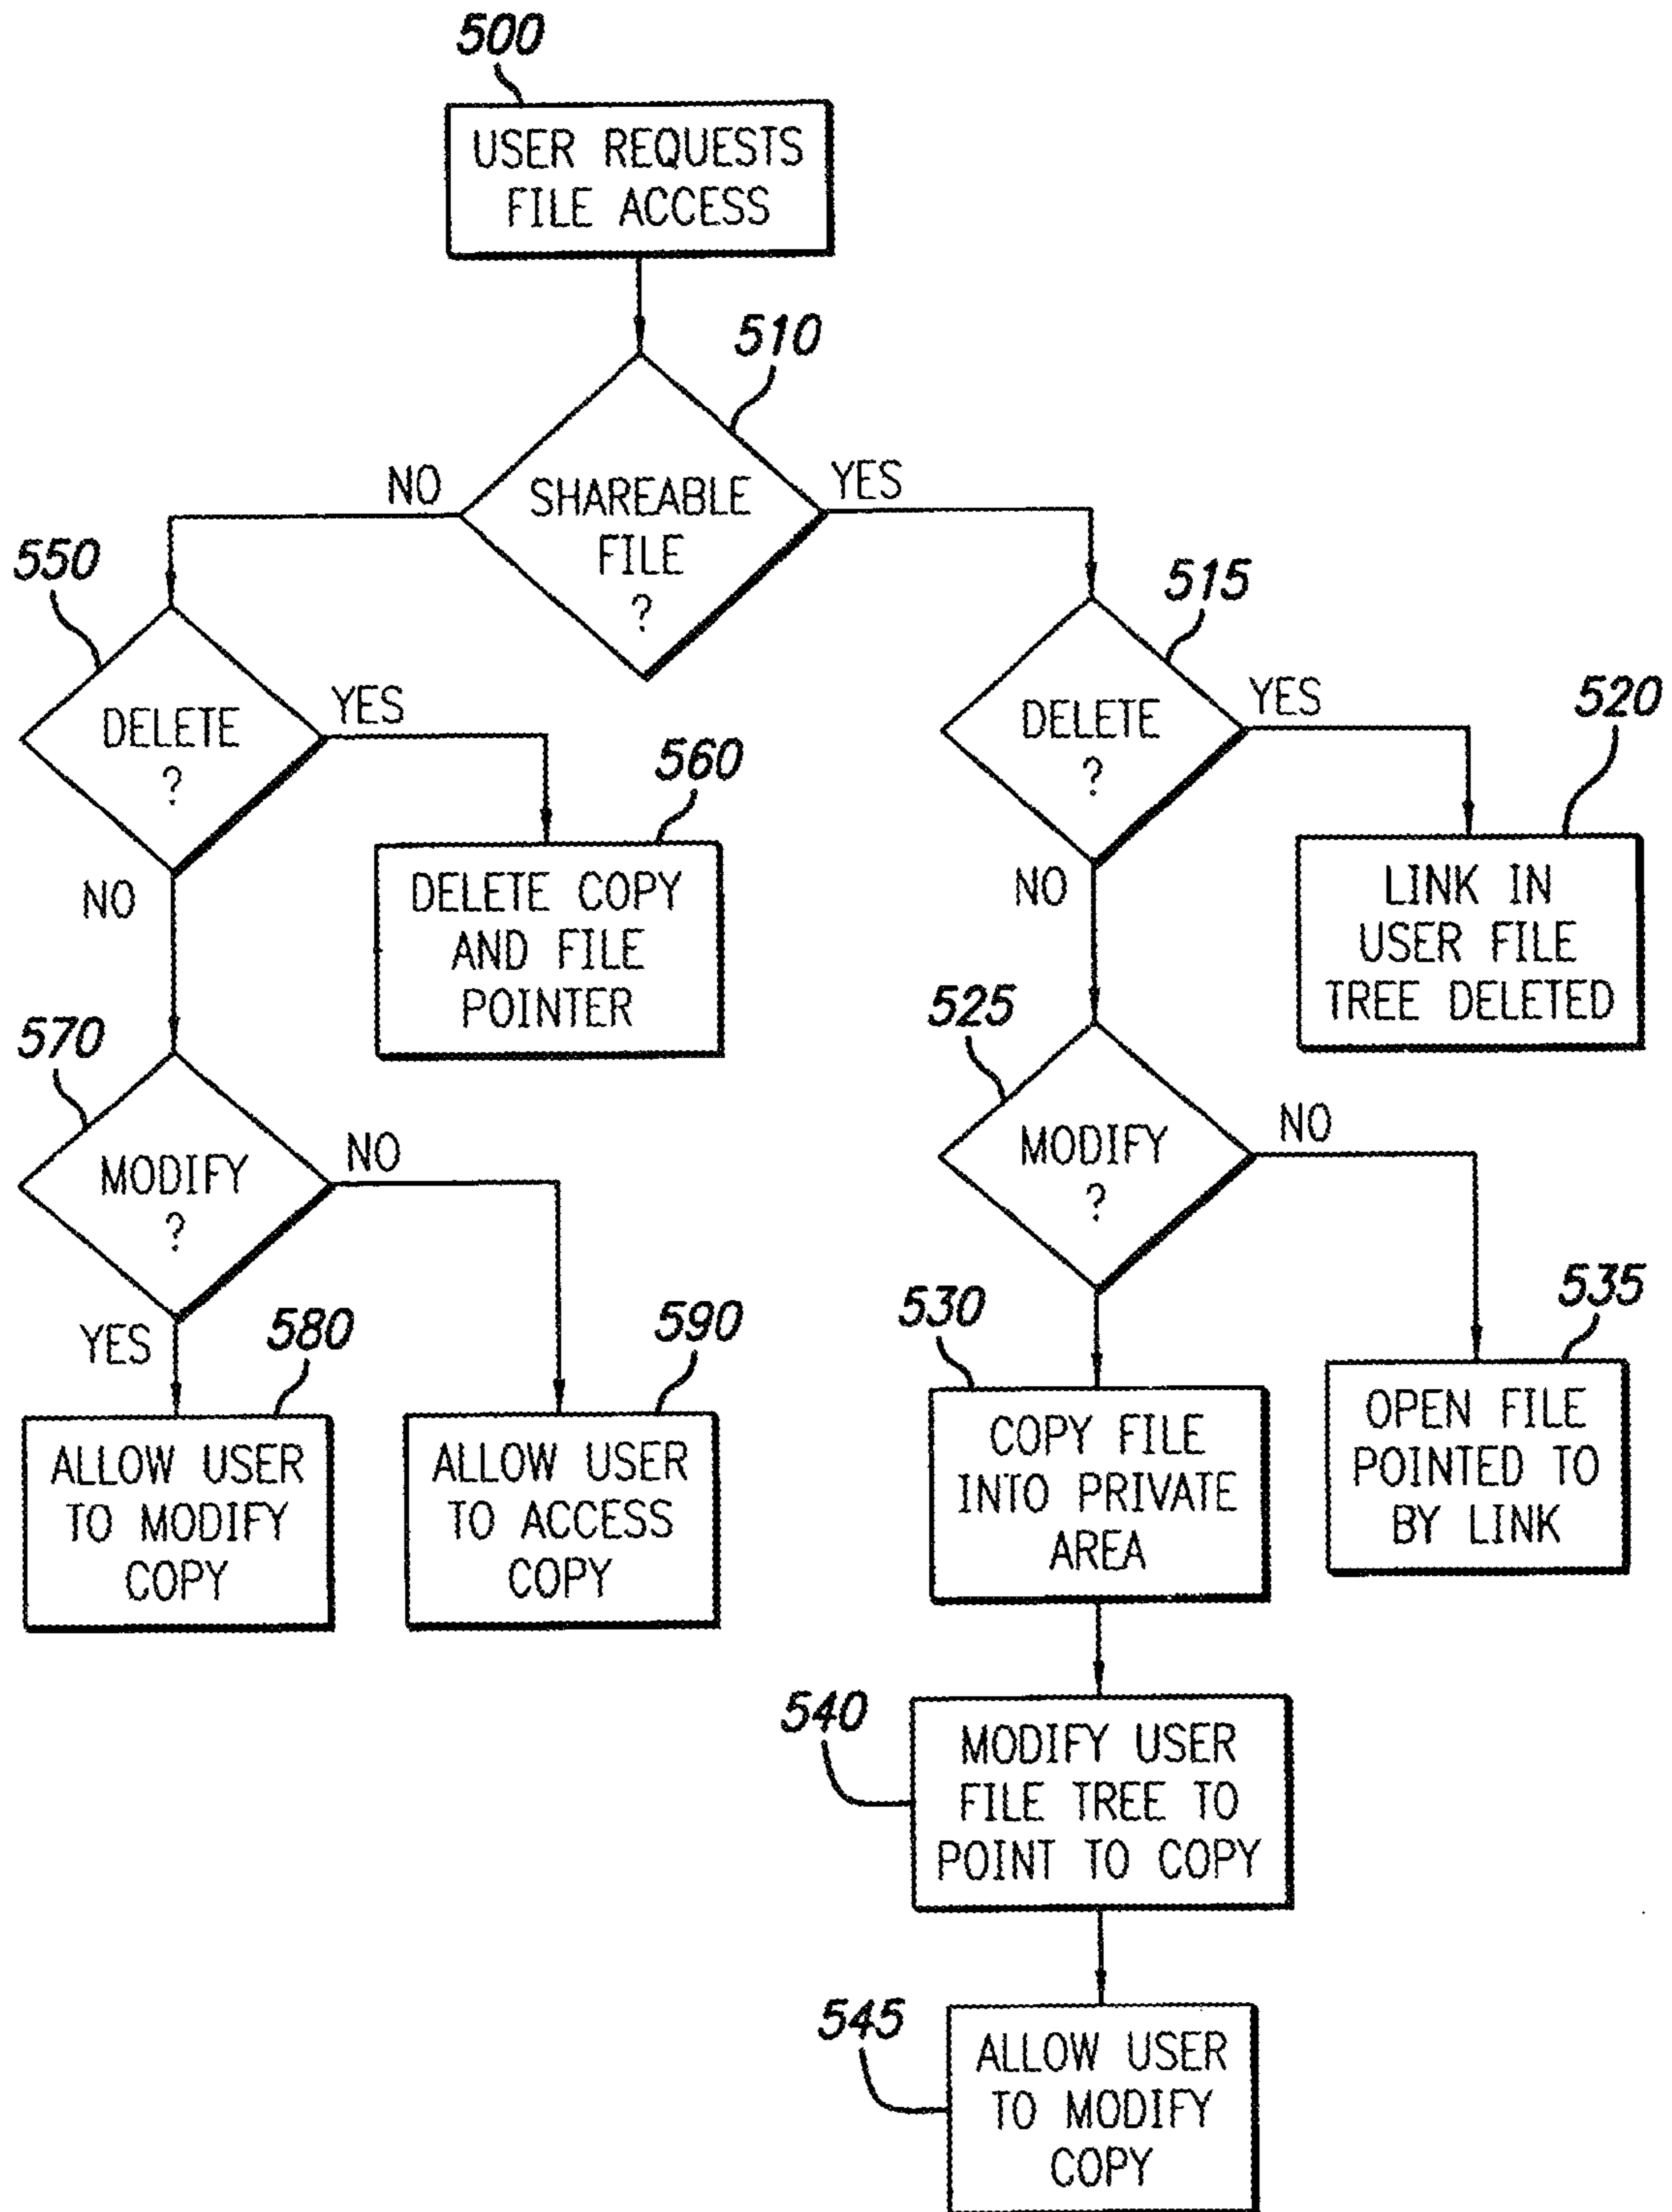 500
USER REQUESTS
FILE ACCESS
510
SHAREABLE
FILE
?
NO
YES
550
DELETE
?
YES
NO
515
DELETE
?
YES
NO
560
DELETE COPY
AND FILE
POINTER
520
LINK IN
USER FILE
TREE DELETED
570
MODIFY
?
NO
YES
525
MODIFY
?
NO
580
ALLOW USER
TO MODIFY
COPY
590
ALLOW USER
TO ACCESS
COPY
530
COPY FILE
INTO PRIVATE
AREA
535
OPEN FILE
POINTED TO
BY LINK
540
MODIFY USER
FILE TREE TO
POINT TO COPY
545
ALLOW USER
TO MODIFY
COPY